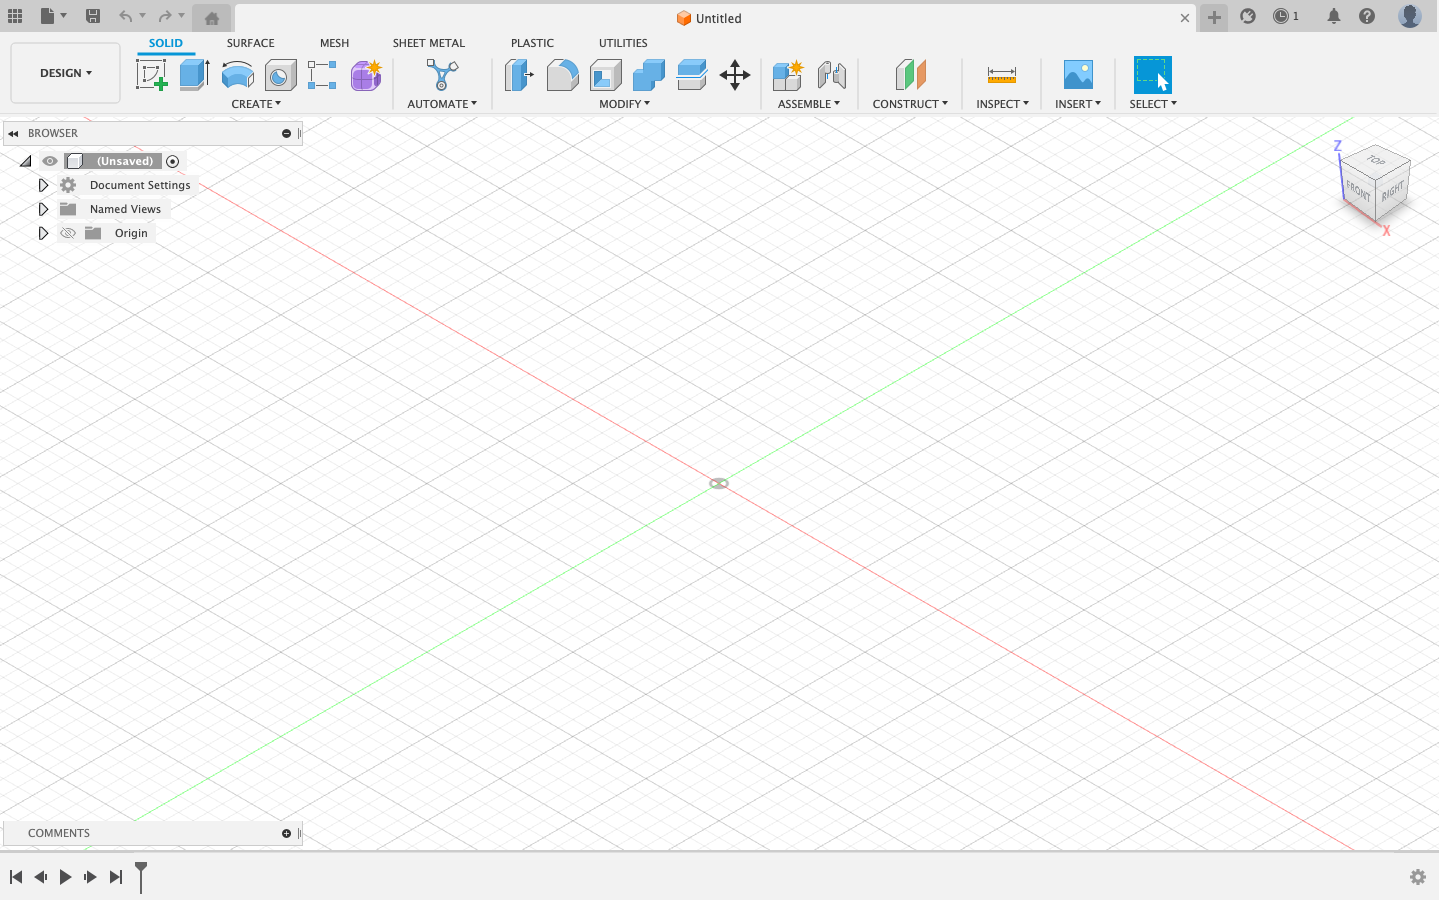 Untitled
1
DESIGN
SOLID SURFACE MESH SHEET METAL PLASTIC UTILITIES
CREATE AUTOMATE MODIFY ASSEMBLE CONSTRUCT INSPECT INSERT SELECT
BROWSER
(Unsaved)
Document Settings
Named Views
Origin
Z
TOP
FRONT RIGHT
X
COMMENTS